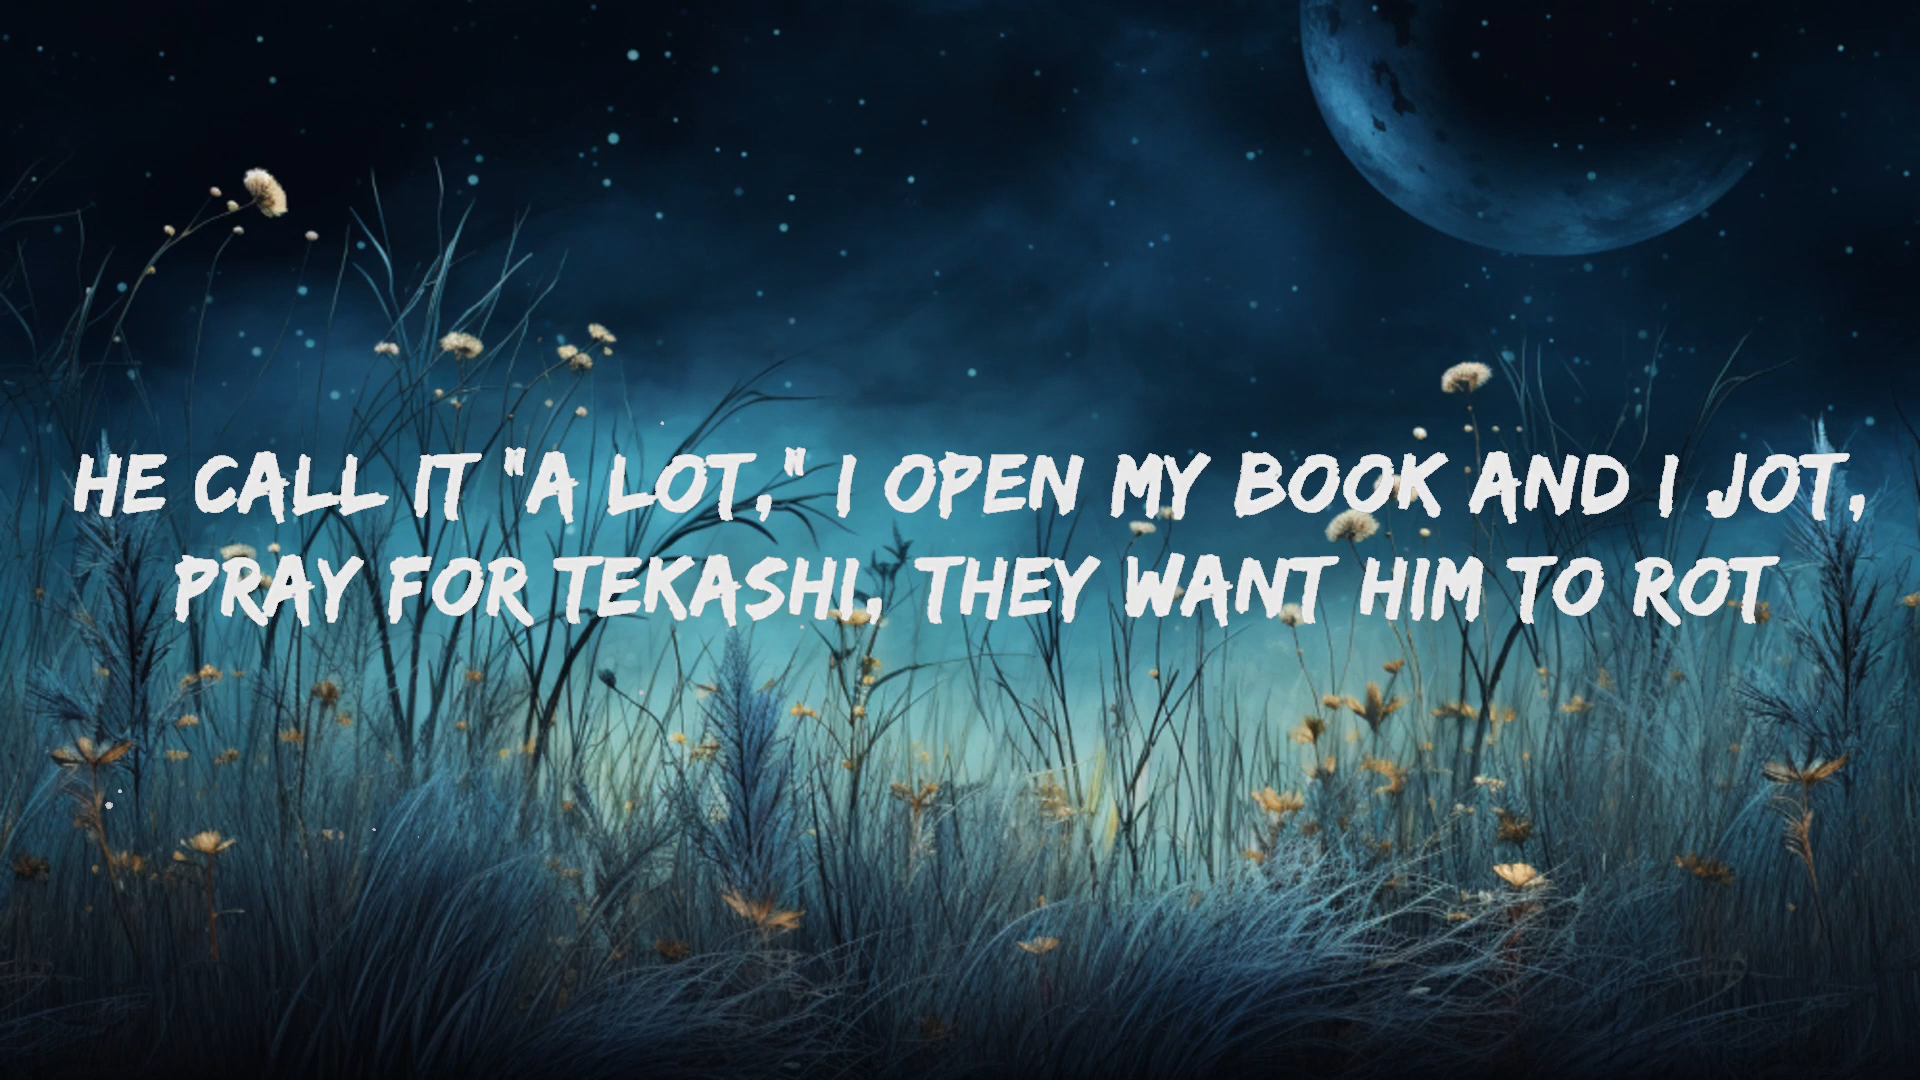 HE CALL IT "A LOT," I OPEN MY BOOK AND I JOT,
PRAY FOR TEKASHI, THEY WANT HIM TO ROT